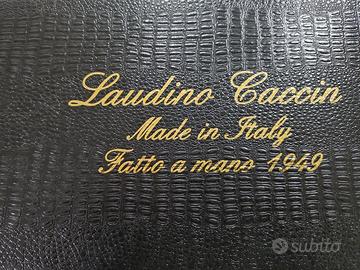 Laudino Caccin
Made in Italy
Fatto a mano 1949
subito